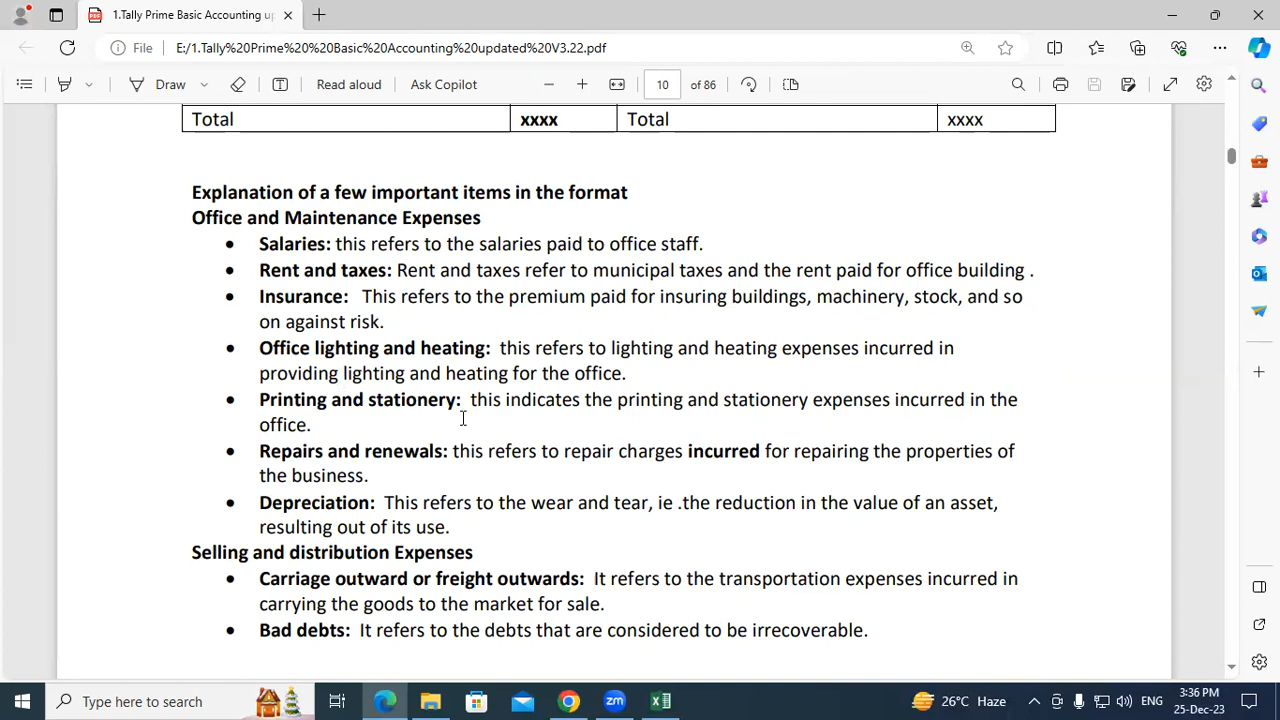 1.Tally Prime Basic Accounting up
File
E:/1.Tally%20Prime%20%20Basic%20Accounting%20updated%20V3.22.pdf
Draw
Read aloud
Ask Copilot
10
of 86
Total xxxx Total xxxx
Explanation of a few important items in the format
Office and Maintenance Expenses
• Salaries: this refers to the salaries paid to office staff.
• Rent and taxes: Rent and taxes refer to municipal taxes and the rent paid for office building .
• Insurance: This refers to the premium paid for insuring buildings, machinery, stock, and so
on against risk.
• Office lighting and heating: this refers to lighting and heating expenses incurred in
providing lighting and heating for the office.
• Printing and stationery: this indicates the printing and stationery expenses incurred in the
office.
• Repairs and renewals: this refers to repair charges incurred for repairing the properties of
the business.
• Depreciation: This refers to the wear and tear, ie .the reduction in the value of an asset,
resulting out of its use.
Selling and distribution Expenses
• Carriage outward or freight outwards: It refers to the transportation expenses incurred in
carrying the goods to the market for sale.
• Bad debts: It refers to the debts that are considered to be irrecoverable.
Type here to search
zm
26°C Haze
ENG
3:36 PM
25-Dec-23